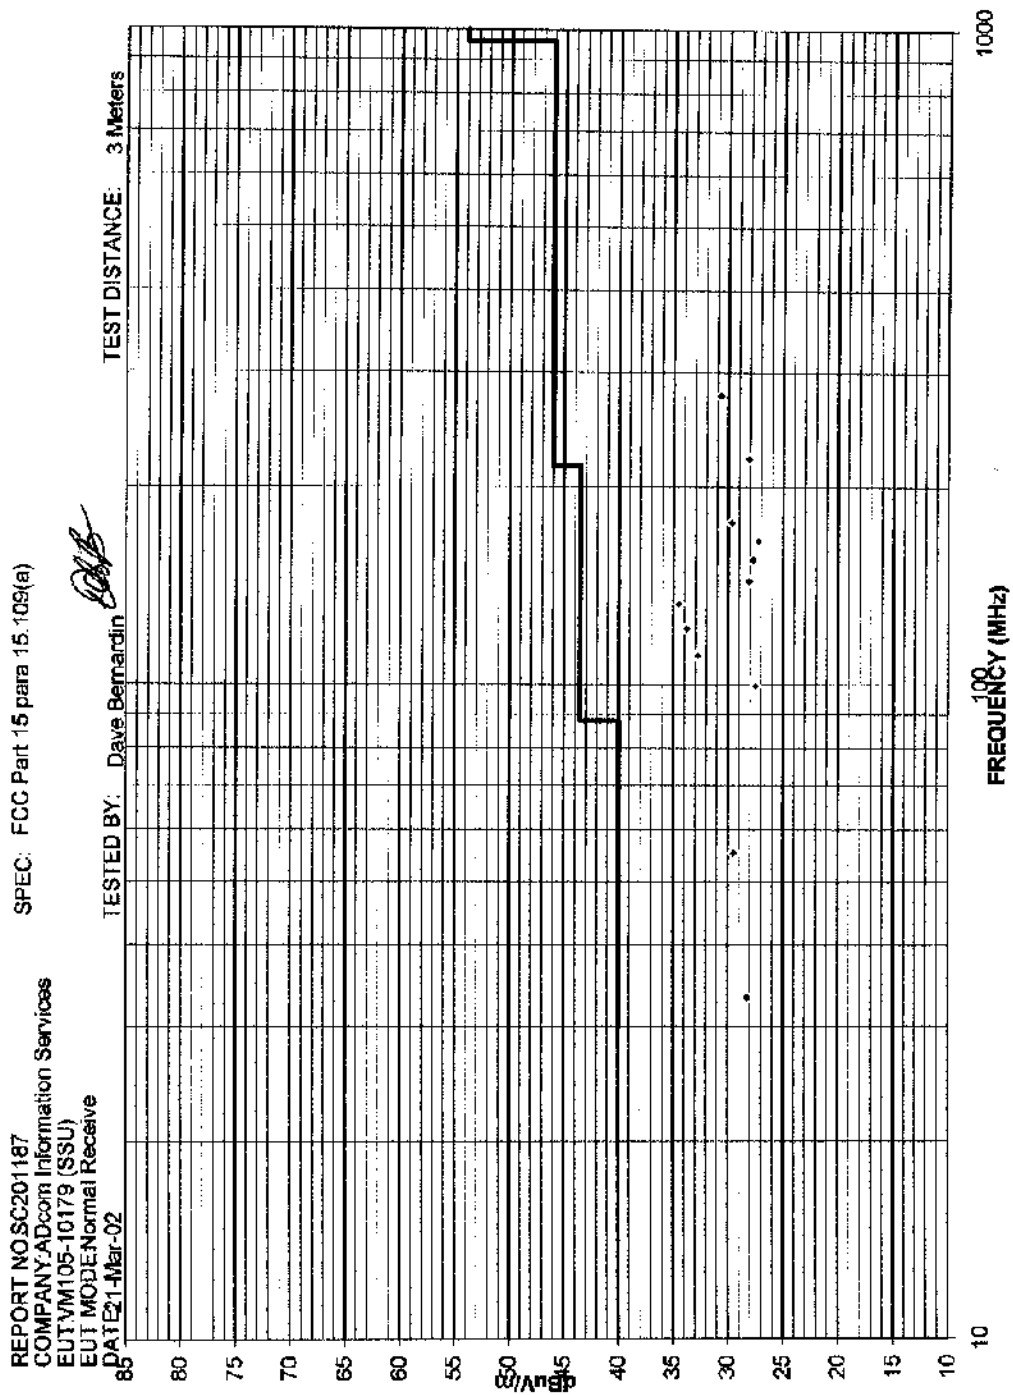 REPORT NO.SC201187
SPEC: FCC Part 15 para 15.109(a)
COMPANY:ADcom Information Services
EUT:VM105-10179 (SSU)
EUT MODE:Normal Receive
DATE:21-Mar-02
TESTED BY: Dave Bernardin
TEST DISTANCE: 3 Meters
85
80
75
70
65
60
55
50
45
40
35
30
25
20
15
10
dBuV/m
10
100
1000
FREQUENCY (MHz)